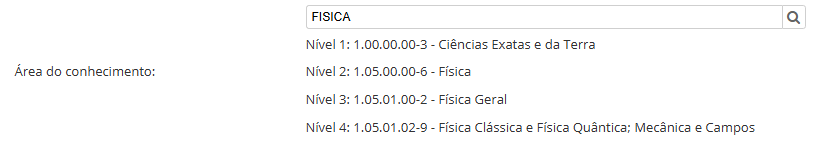 FISICA
Nível 1: 1.00.00.00-3 - Ciências Exatas e da Terra
Área do conhecimento:
Nível 2: 1.05.00.00-6 - Física
Nível 3: 1.05.01.00-2 - Física Geral
Nível 4: 1.05.01.02-9 - Física Clássica e Física Quântica; Mecânica e Campos